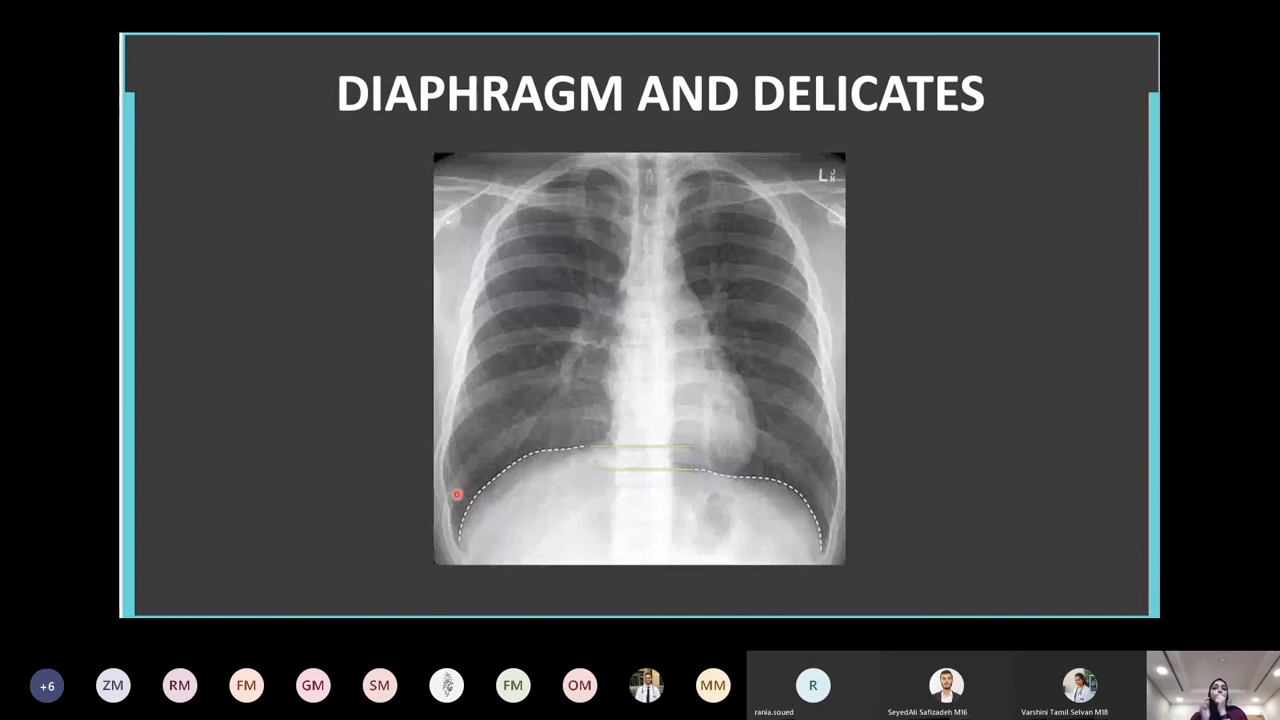 DIAPHRAGM AND DELICATES
L
+6
ZM
RM
FM
GM
SM
FM
OM
MM
R
rania.soued
SeyedAli Safizadeh M16
Varshini Tamil Selvan M18